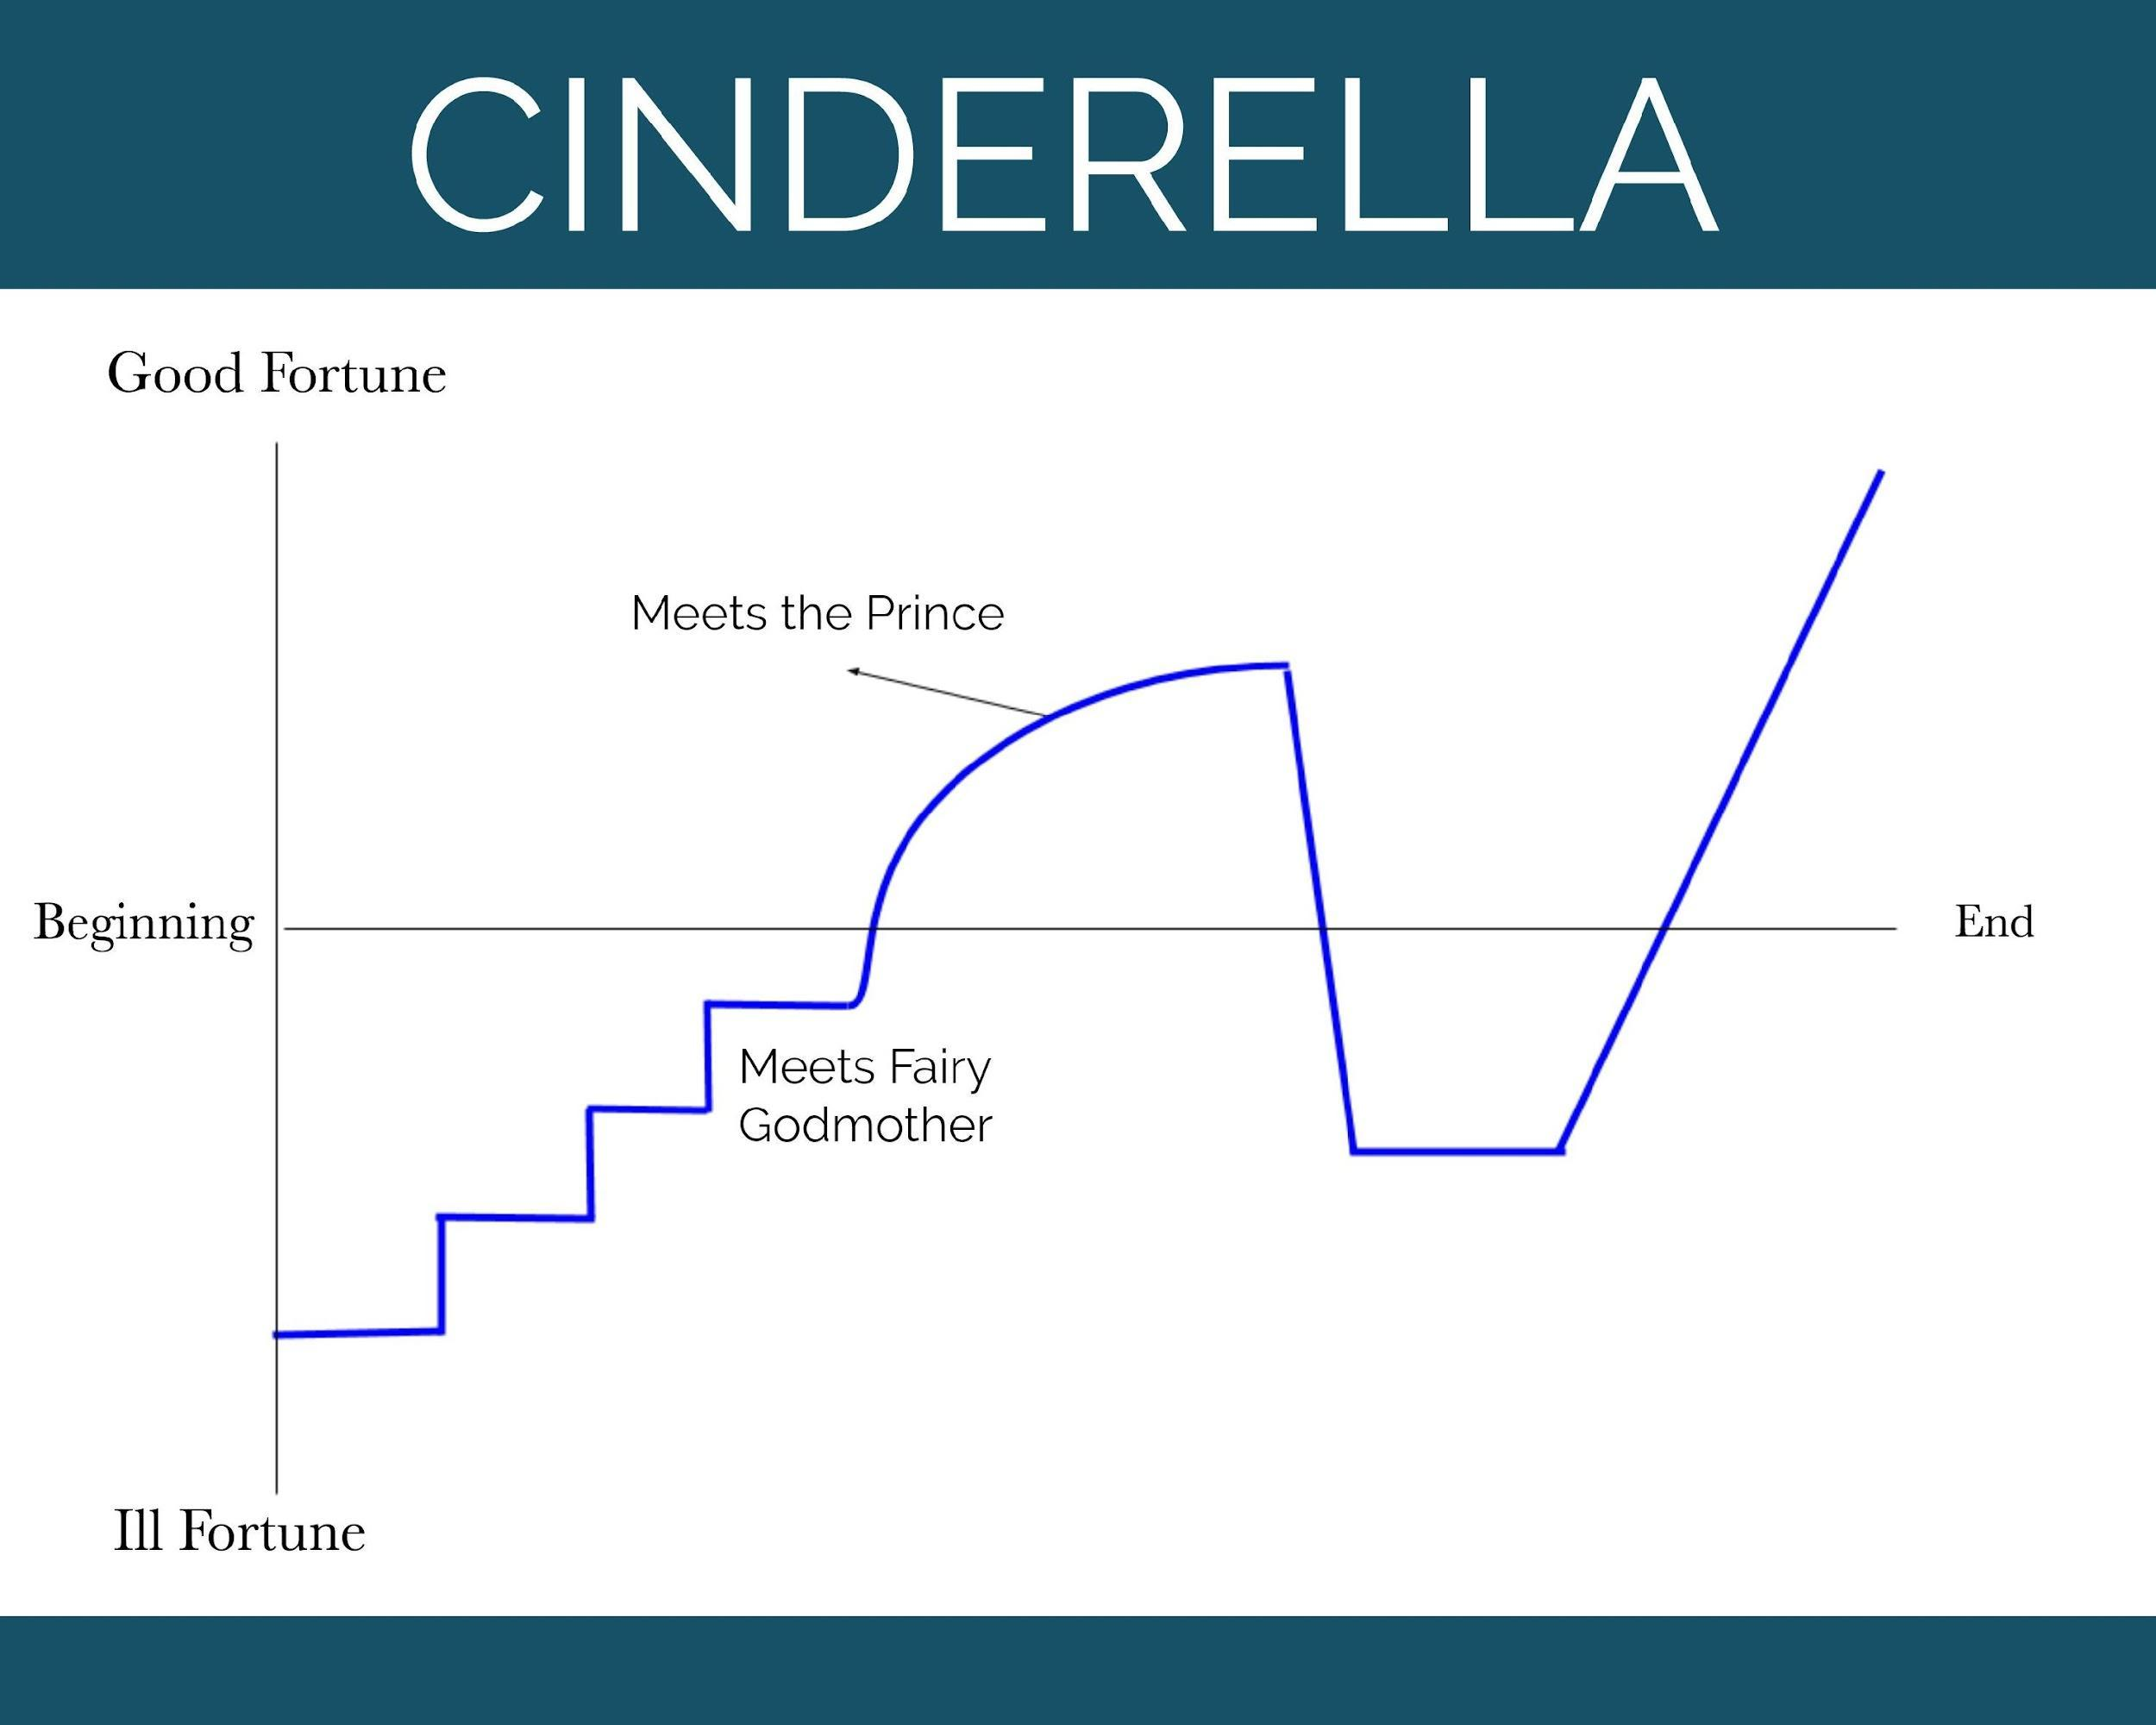 CINDERELLA
Good Fortune
Meets the Prince
Beginning
End
Meets Fairy
Godmother
Ill Fortune